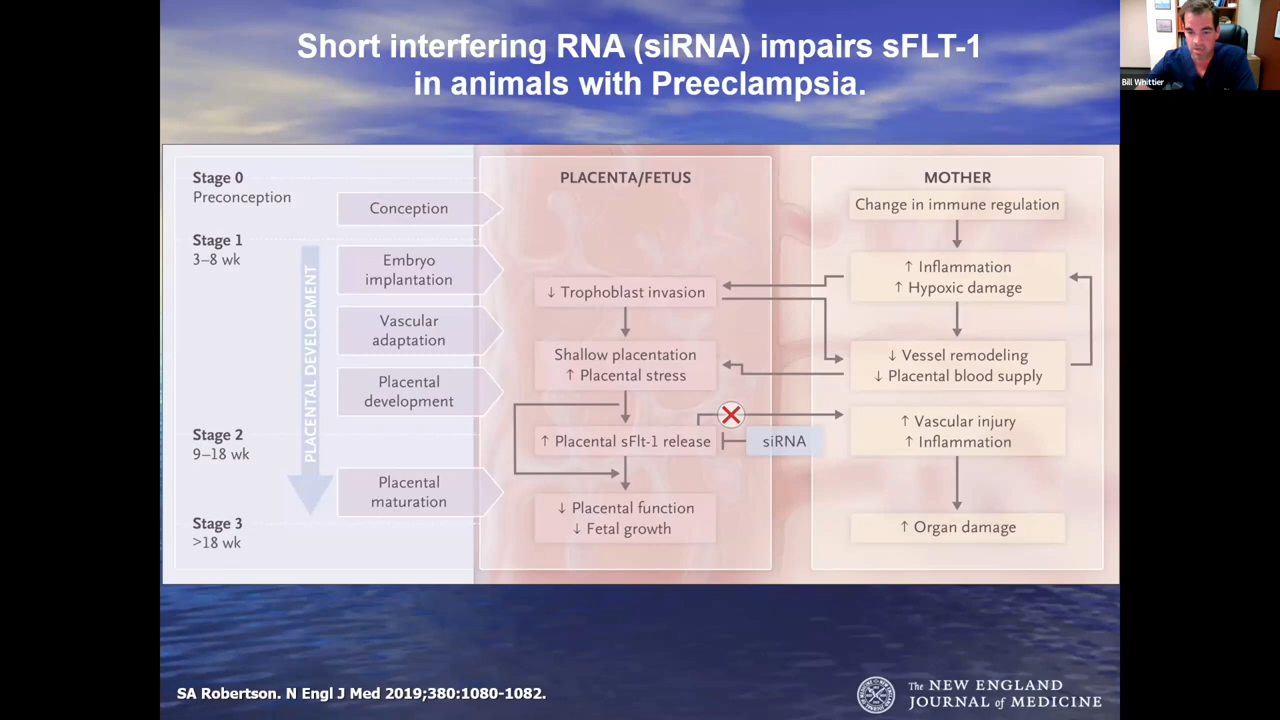 Short interfering RNA (siRNA) impairs sFLT-1
in animals with Preeclampsia.
Bill Whittier
Stage 0
Preconception
Stage 1
3–8 wk
PLACENTAL DEVELOPMENT
Stage 2
9–18 wk
Stage 3
>18 wk
Conception
Embryo
implantation
Vascular
adaptation
Placental
development
Placental
maturation
PLACENTA/FETUS
↓ Trophoblast invasion
Shallow placentation
↑ Placental stress
↑ Placental sFlt-1 release
siRNA
↓ Placental function
↓ Fetal growth
MOTHER
Change in immune regulation
↑ Inflammation
↑ Hypoxic damage
↓ Vessel remodeling
↓ Placental blood supply
↑ Vascular injury
↑ Inflammation
↑ Organ damage
SA Robertson. N Engl J Med 2019;380:1080-1082.
The NEW ENGLAND
JOURNAL of MEDICINE